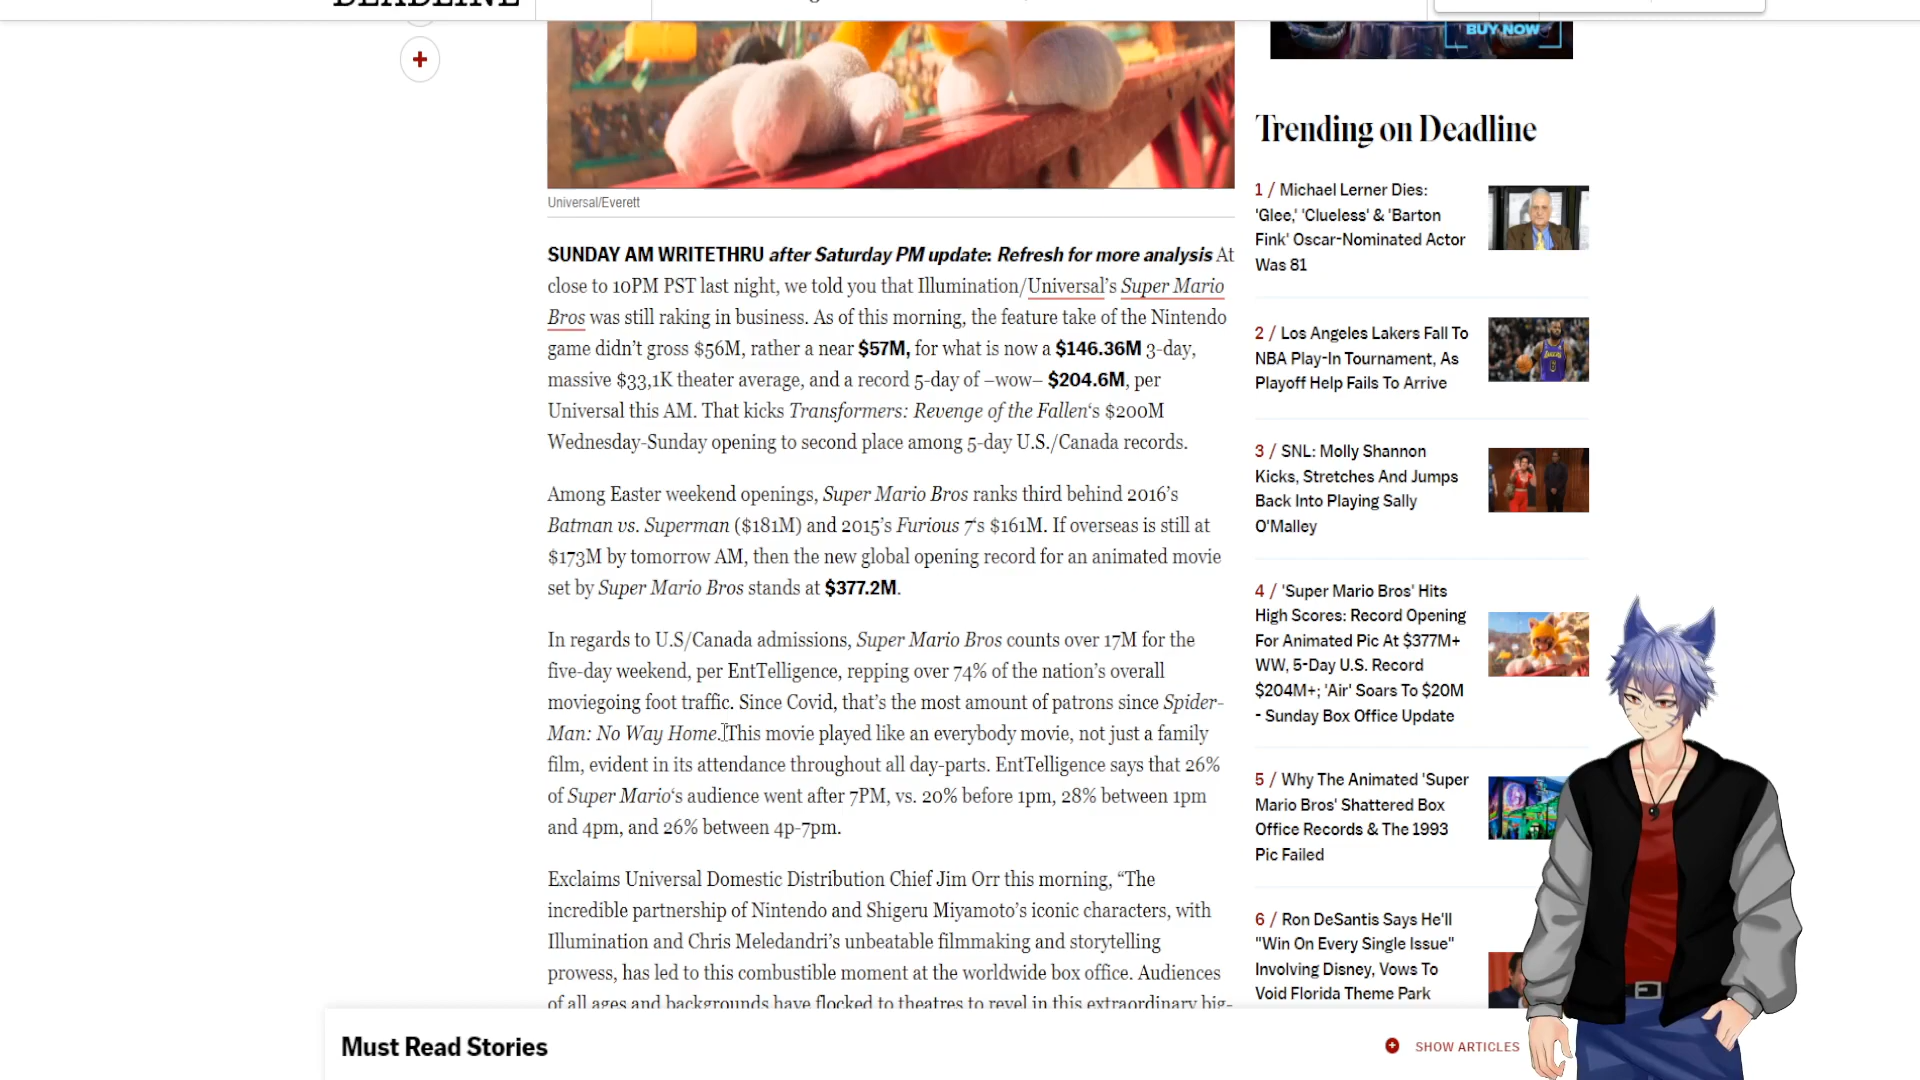 DEADLINE
BUY NOW
Universal/Everett
SUNDAY AM WRITETHRU after Saturday PM update: Refresh for more analysis At
close to 10PM PST last night, we told you that Illumination/Universal's Super Mario
Bros was still raking in business. As of this morning, the feature take of the Nintendo
game didn't gross $56M, rather a near $57M, for what is now a $146.36M 3-day,
massive $33,1K theater average, and a record 5-day of –wow– $204.6M, per
Universal this AM. That kicks Transformers: Revenge of the Fallen‘s $200M
Wednesday-Sunday opening to second place among 5-day U.S./Canada records.
Among Easter weekend openings, Super Mario Bros ranks third behind 2016's
Batman vs. Superman ($181M) and 2015's Furious 7‘s $161M. If overseas is still at
$173M by tomorrow AM, then the new global opening record for an animated movie
set by Super Mario Bros stands at $377.2M.
In regards to U.S/Canada admissions, Super Mario Bros counts over 17M for the
five-day weekend, per EntTelligence, repping over 74% of the nation's overall
moviegoing foot traffic. Since Covid, that's the most amount of patrons since Spider-
Man: No Way Home. This movie played like an everybody movie, not just a family
film, evident in its attendance throughout all day-parts. EntTelligence says that 26%
of Super Mario‘s audience went after 7PM, vs. 20% before 1pm, 28% between 1pm
and 4pm, and 26% between 4p-7pm.
Exclaims Universal Domestic Distribution Chief Jim Orr this morning, “The
incredible partnership of Nintendo and Shigeru Miyamoto's iconic characters, with
Illumination and Chris Meledandri's unbeatable filmmaking and storytelling
prowess, has led to this combustible moment at the worldwide box office. Audiences
of all ages and backgrounds have flocked to theatres to revel in this extraordinary big-
Trending on Deadline
1 / Michael Lerner Dies:
'Glee,' 'Clueless' & 'Barton
Fink' Oscar-Nominated Actor
Was 81
2 / Los Angeles Lakers Fall To
NBA Play-In Tournament, As
Playoff Help Fails To Arrive
3 / SNL: Molly Shannon
Kicks, Stretches And Jumps
Back Into Playing Sally
O'Malley
4 / 'Super Mario Bros' Hits
High Scores: Record Opening
For Animated Pic At $377M+
WW, 5-Day U.S. Record
$204M+; 'Air' Soars To $20M
- Sunday Box Office Update
5 / Why The Animated 'Super
Mario Bros' Shattered Box
Office Records & The 1993
Pic Failed
6 / Ron DeSantis Says He'll
"Win On Every Single Issue"
Involving Disney, Vows To
Void Florida Theme Park
Must Read Stories
SHOW ARTICLES